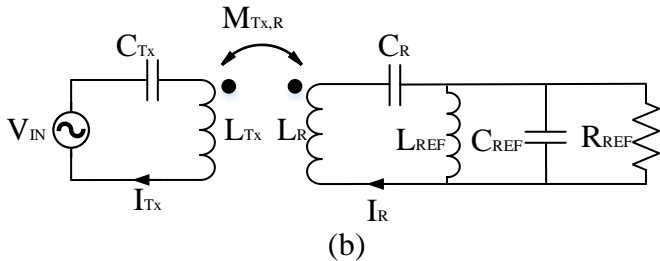 MTx,R
CTx
CR
VIN
LTx
LR
LREF
CREF
RREF
ITx
IR
(b)